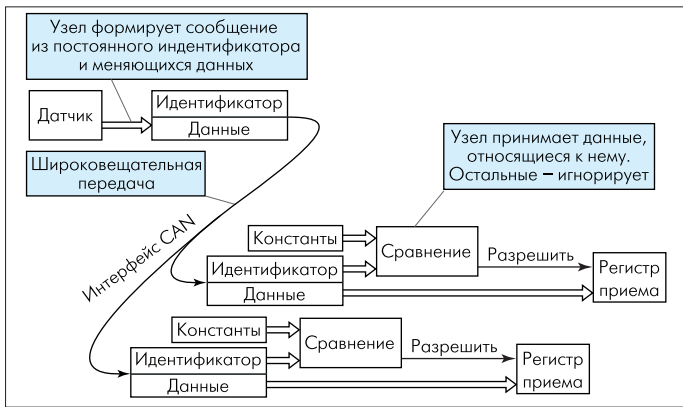 Узел формирует сообщение
из постоянного индентификатора
и меняющихся данных
Датчик
Идентификатор
Данные
Широковещательная
передача
Узел принимает данные,
относящиеся к нему.
Остальные – игнорирует
Интерфейс CAN
Константы
Сравнение
Разрешить
Идентификатор
Данные
Регистр
приема
Константы
Сравнение
Разрешить
Идентификатор
Данные
Регистр
приема